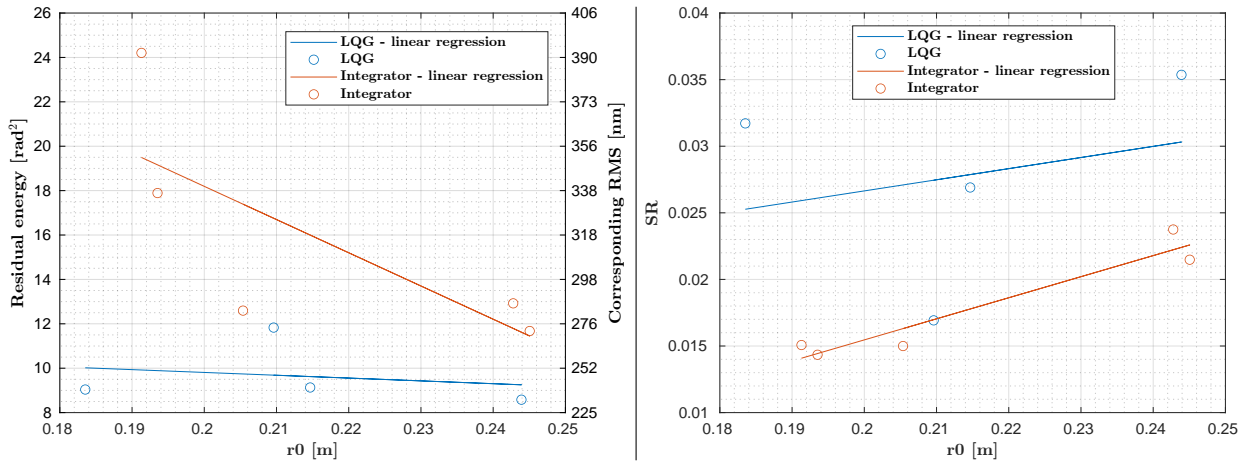 26
24
22
20
18
16
14
12
10
8
Residual energy [rad²]
406
390
373
356
338
318
298
276
252
225
Corresponding RMS [nm]
LQG - linear regression
LQG
Integrator - linear regression
Integrator
0.18 0.19 0.2 0.21 0.22 0.23 0.24 0.25
r0 [m]
0.04
0.035
0.03
0.025
0.02
0.015
0.01
SR
LQG - linear regression
LQG
Integrator - linear regression
Integrator
0.18 0.19 0.2 0.21 0.22 0.23 0.24 0.25
r0 [m]